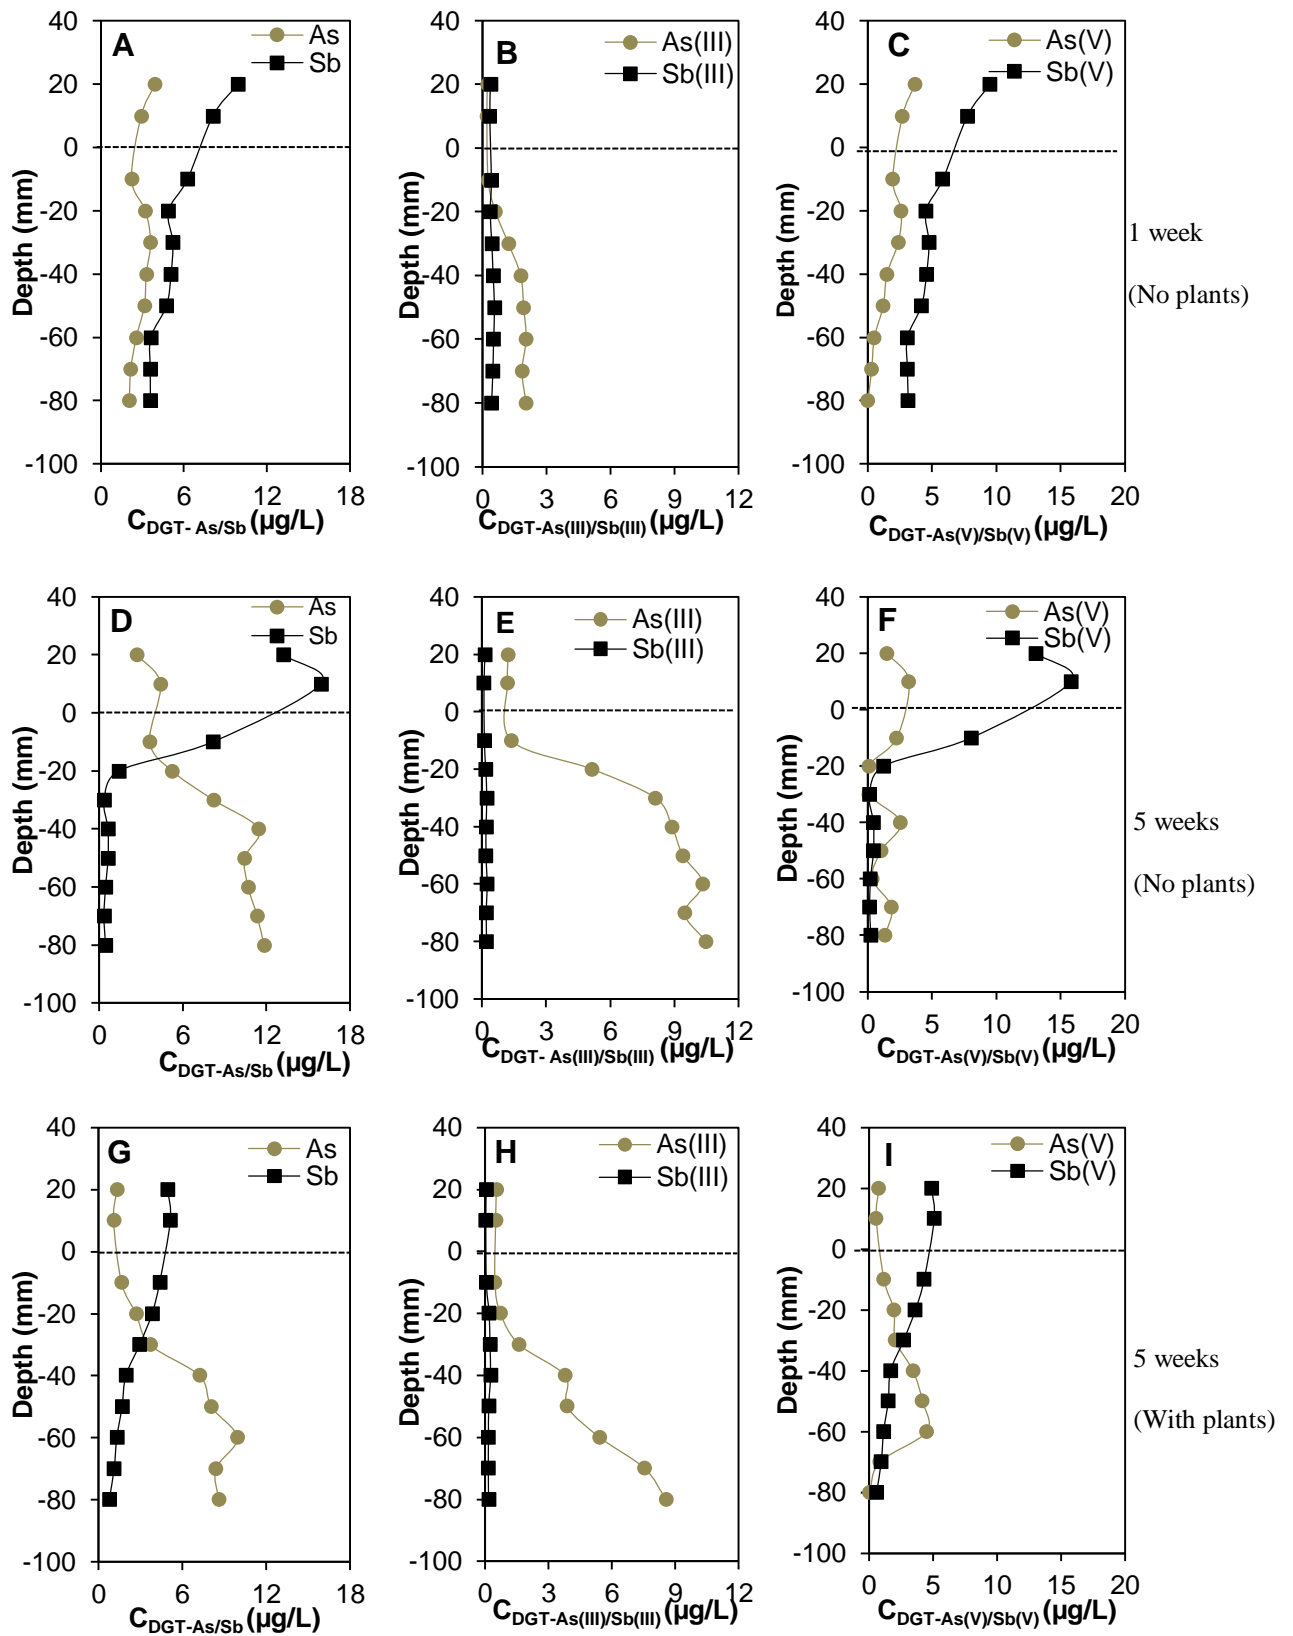 A
As
Sb
40
20
0
-20
-40
-60
-80
-100
Depth (mm)
0 6 12 18
C_DGT- As/Sb (µg/L)
B
As(III)
Sb(III)
40
20
0
-20
-40
-60
-80
-100
Depth (mm)
0 3 6 9 12
C_DGT-As(III)/Sb(III) (µg/L)
C
As(V)
Sb(V)
40
20
0
-20
-40
-60
-80
-100
Depth (mm)
0 5 10 15 20
C_DGT-As(V)/Sb(V) (µg/L)
1 week
(No plants)
D
As
Sb
40
20
0
-20
-40
-60
-80
-100
Depth (mm)
0 6 12 18
C_DGT-As/Sb (µg/L)
E
As(III)
Sb(III)
40
20
0
-20
-40
-60
-80
-100
Depth (mm)
0 3 6 9 12
C_DGT- As(III)/Sb(III) (µg/L)
F
As(V)
Sb(V)
40
20
0
-20
-40
-60
-80
-100
Depth (mm)
0 5 10 15 20
C_DGT-As(V)/Sb(V) (µg/L)
5 weeks
(No plants)
G
As
Sb
40
20
0
-20
-40
-60
-80
-100
Depth (mm)
0 6 12 18
C_DGT-As/Sb (µg/L)
H
As(III)
Sb(III)
40
20
0
-20
-40
-60
-80
-100
Depth (mm)
0 3 6 9 12
C_DGT-As(III)/Sb(III) (µg/L)
I
As(V)
Sb(V)
40
20
0
-20
-40
-60
-80
-100
Depth (mm)
0 5 10 15 20
C_DGT-As(V)/Sb(V) (µg/L)
5 weeks
(With plants)